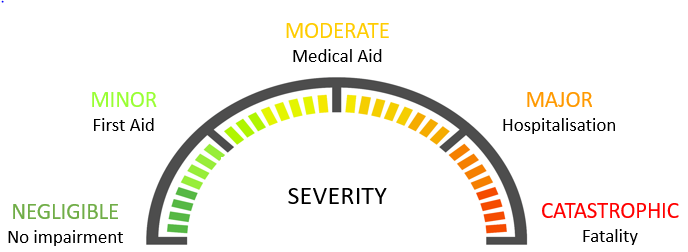 MODERATE
Medical Aid
MINOR
First Aid
MAJOR
Hospitalisation
NEGLIGIBLE
No impairment
SEVERITY
CATASTROPHIC
Fatality